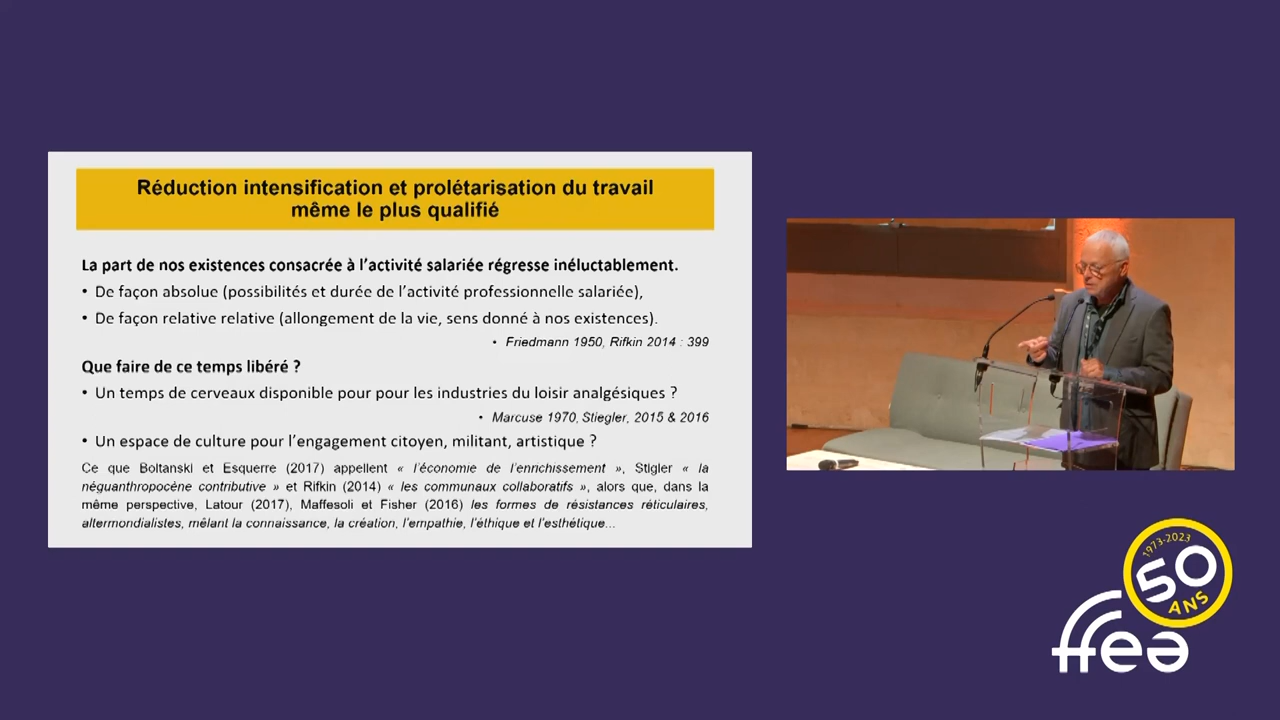 Réduction intensification et prolétarisation du travail
même le plus qualifié
La part de nos existences consacrée à l’activité salariée régresse inéluctablement.
• De façon absolue (possibilités et durée de l’activité professionnelle salariée),
• De façon relative relative (allongement de la vie, sens donné à nos existences).
• Friedmann 1950, Rifkin 2014 : 399
Que faire de ce temps libéré ?
• Un temps de cerveaux disponible pour pour les industries du loisir analgésiques ?
• Marcuse 1970, Stiegler, 2015 & 2016
• Un espace de culture pour l’engagement citoyen, militant, artistique ?
Ce que Boltanski et Esquerre (2017) appellent « l’économie de l’enrichissement », Stigler « la
néguanthropocène contributive » et Rifkin (2014) « les communaux collaboratifs », alors que, dans la
même perspective, Latour (2017), Maffesoli et Fisher (2016) les formes de résistances réticulaires,
altermondialistes, mêlant la connaissance, la création, l’empathie, l’éthique et l’esthétique...
1973-2023
50
ANS
ffea